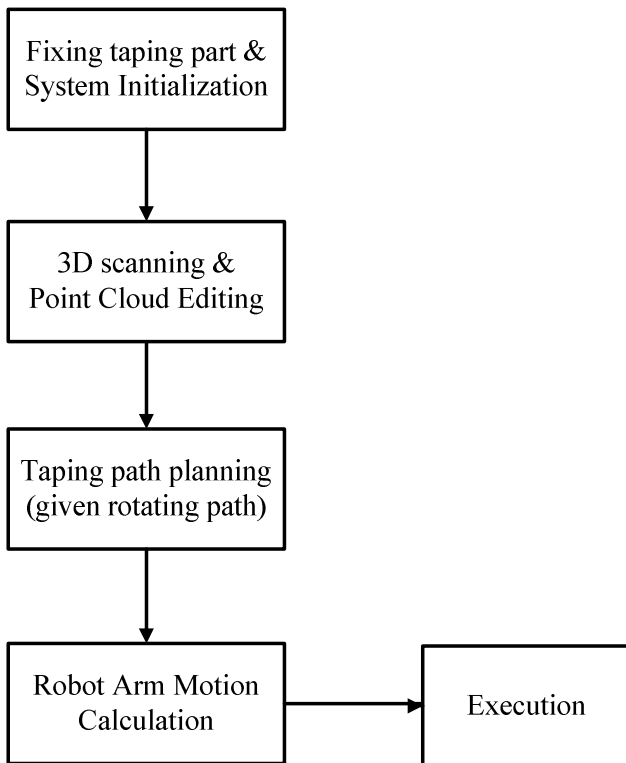 Fixing taping part &
System Initialization
3D scanning &
Point Cloud Editing
Taping path planning
(given rotating path)
Robot Arm Motion
Calculation
Execution